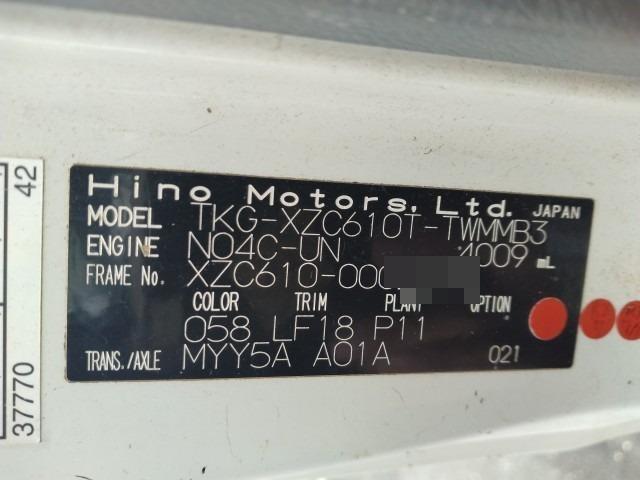 Hino Motors, Ltd. JAPAN
MODEL TKG-XZC610T-TWMMB3
ENGINE N04C-UN 4009 mL
FRAME No. XZC610-000
COLOR TRIM PLANT OPTION
058 LF18 P11
TRANS./AXLE MYY5A A01A 021
42
37770